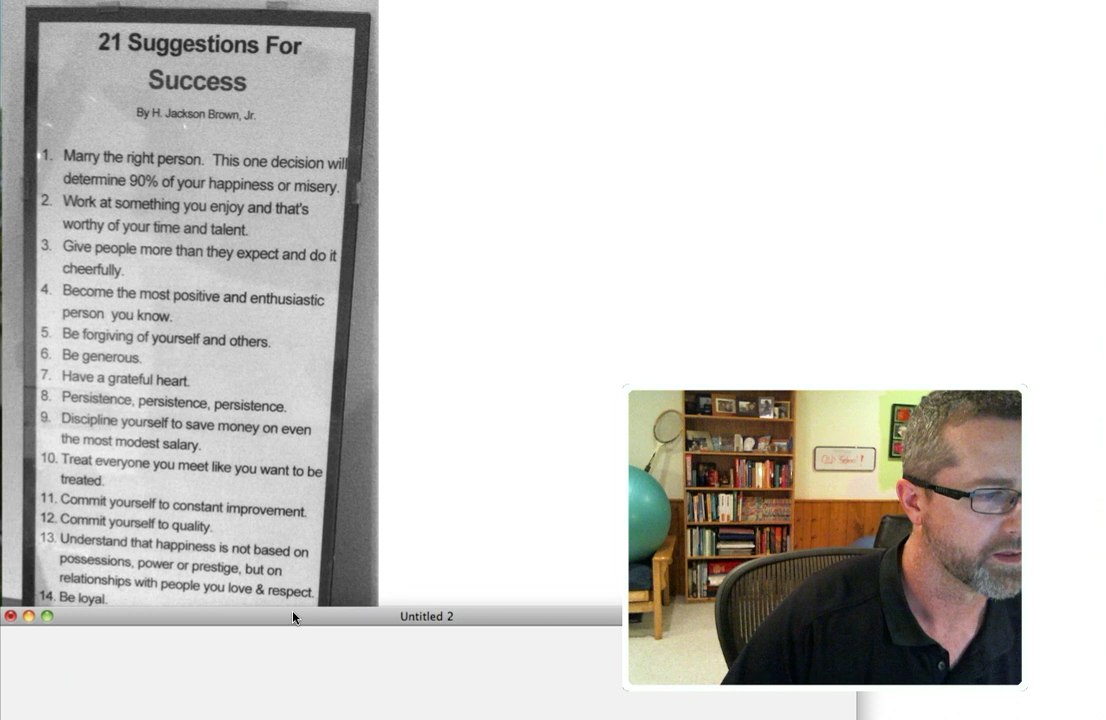 21 Suggestions For
Success
By H. Jackson Brown, Jr.
1. Marry the right person. This one decision will
determine 90% of your happiness or misery.
2. Work at something you enjoy and that's
worthy of your time and talent.
3. Give people more than they expect and do it
cheerfully.
4. Become the most positive and enthusiastic
person you know.
5. Be forgiving of yourself and others.
6. Be generous.
7. Have a grateful heart.
8. Persistence, persistence, persistence.
9. Discipline yourself to save money on even
the most modest salary.
10. Treat everyone you meet like you want to be
treated.
11. Commit yourself to constant improvement.
12. Commit yourself to quality.
13. Understand that happiness is not based on
possessions, power or prestige, but on
relationships with people you love & respect.
14. Be loyal.
Untitled 2
Old School!